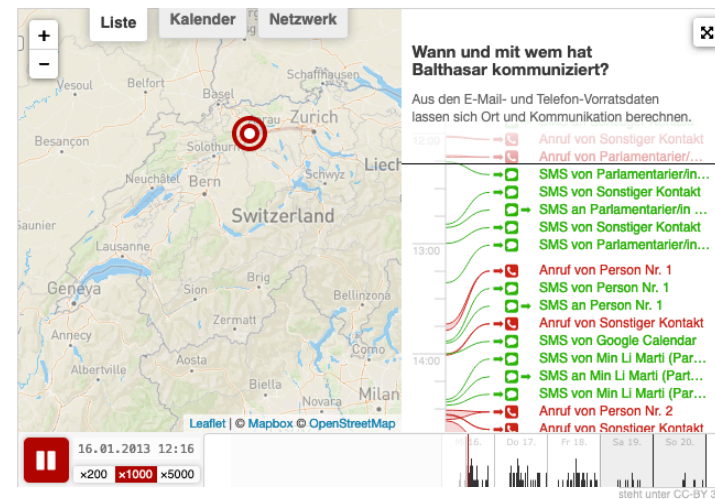 +
−
Liste
Kalender
Netzwerk
Vesoul
Belfort
Basel
Schaffhausen
Zurich
Besançon
Solothurn
Liech
Neuchâtel
Bern
Schwyz
Switzerland
Lausanne
Geneva
Sion
Brig
Bellinzona
Zermatt
Annecy
Albertville
Aosta
Como
Biella
Novara
Milan
Leaflet | © Mapbox © OpenStreetMap
Wann und mit wem hat
Balthasar kommuniziert?
Aus den E-Mail- und Telefon-Vorratsdaten
lassen sich Ort und Kommunikation berechnen.
12:00
Anruf von Sonstiger Kontakt
Anruf von Parlamentarier/...
SMS von Parlamentarier/in...
SMS von Sonstiger Kontakt
SMS an Parlamentarier/in ...
SMS von Sonstiger Kontakt
13:00
SMS von Parlamentarier/in...
Anruf von Person Nr. 1
SMS von Person Nr. 1
SMS an Person Nr. 1
Anruf von Sonstiger Kontakt
SMS von Google Calendar
14:00
SMS von Min Li Marti (Par...
SMS an Min Li Marti (Part...
SMS von Min Li Marti (Par...
Anruf von Person Nr. 2
Anruf von Sonstiger Kontakt
16.01.2013 12:16
×200 ×1000 ×5000
16. Do 17. Fr 18. Sa 19. So 20.
steht unter CC-BY 3